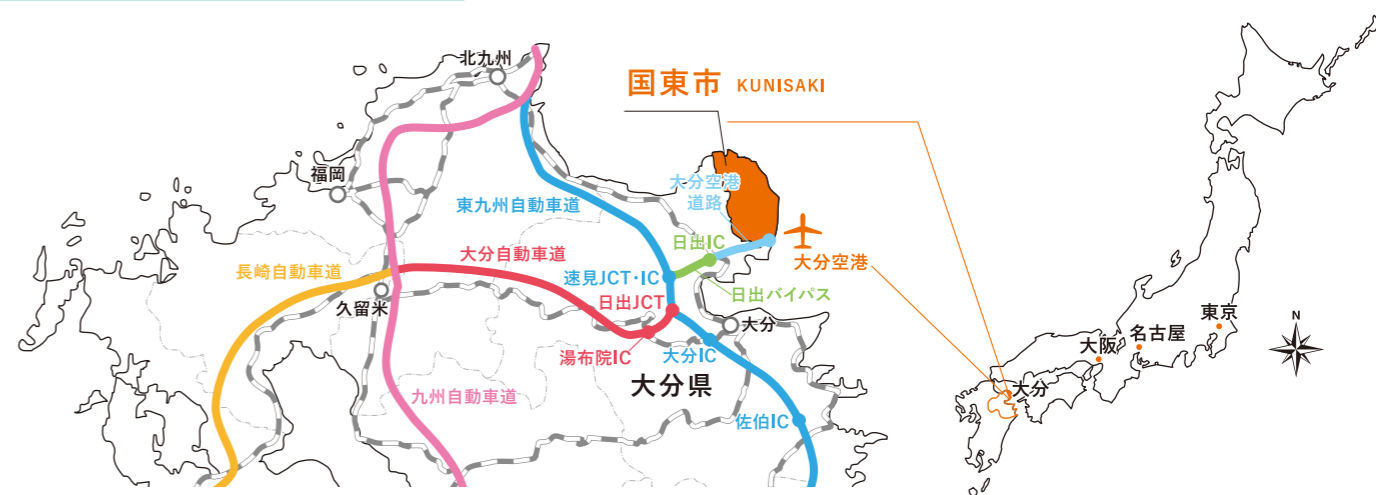 北九州
国東市 KUNISAKI
福岡
大分空港
道路
東九州自動車道
日出IC
大分自動車道
大分空港
長崎自動車道
速見JCT・IC
日出バイパス
日出JCT
久留米
大分
湯布院IC
大分IC
大分県
九州自動車道
佐伯IC
N
東京
名古屋
大阪
大分